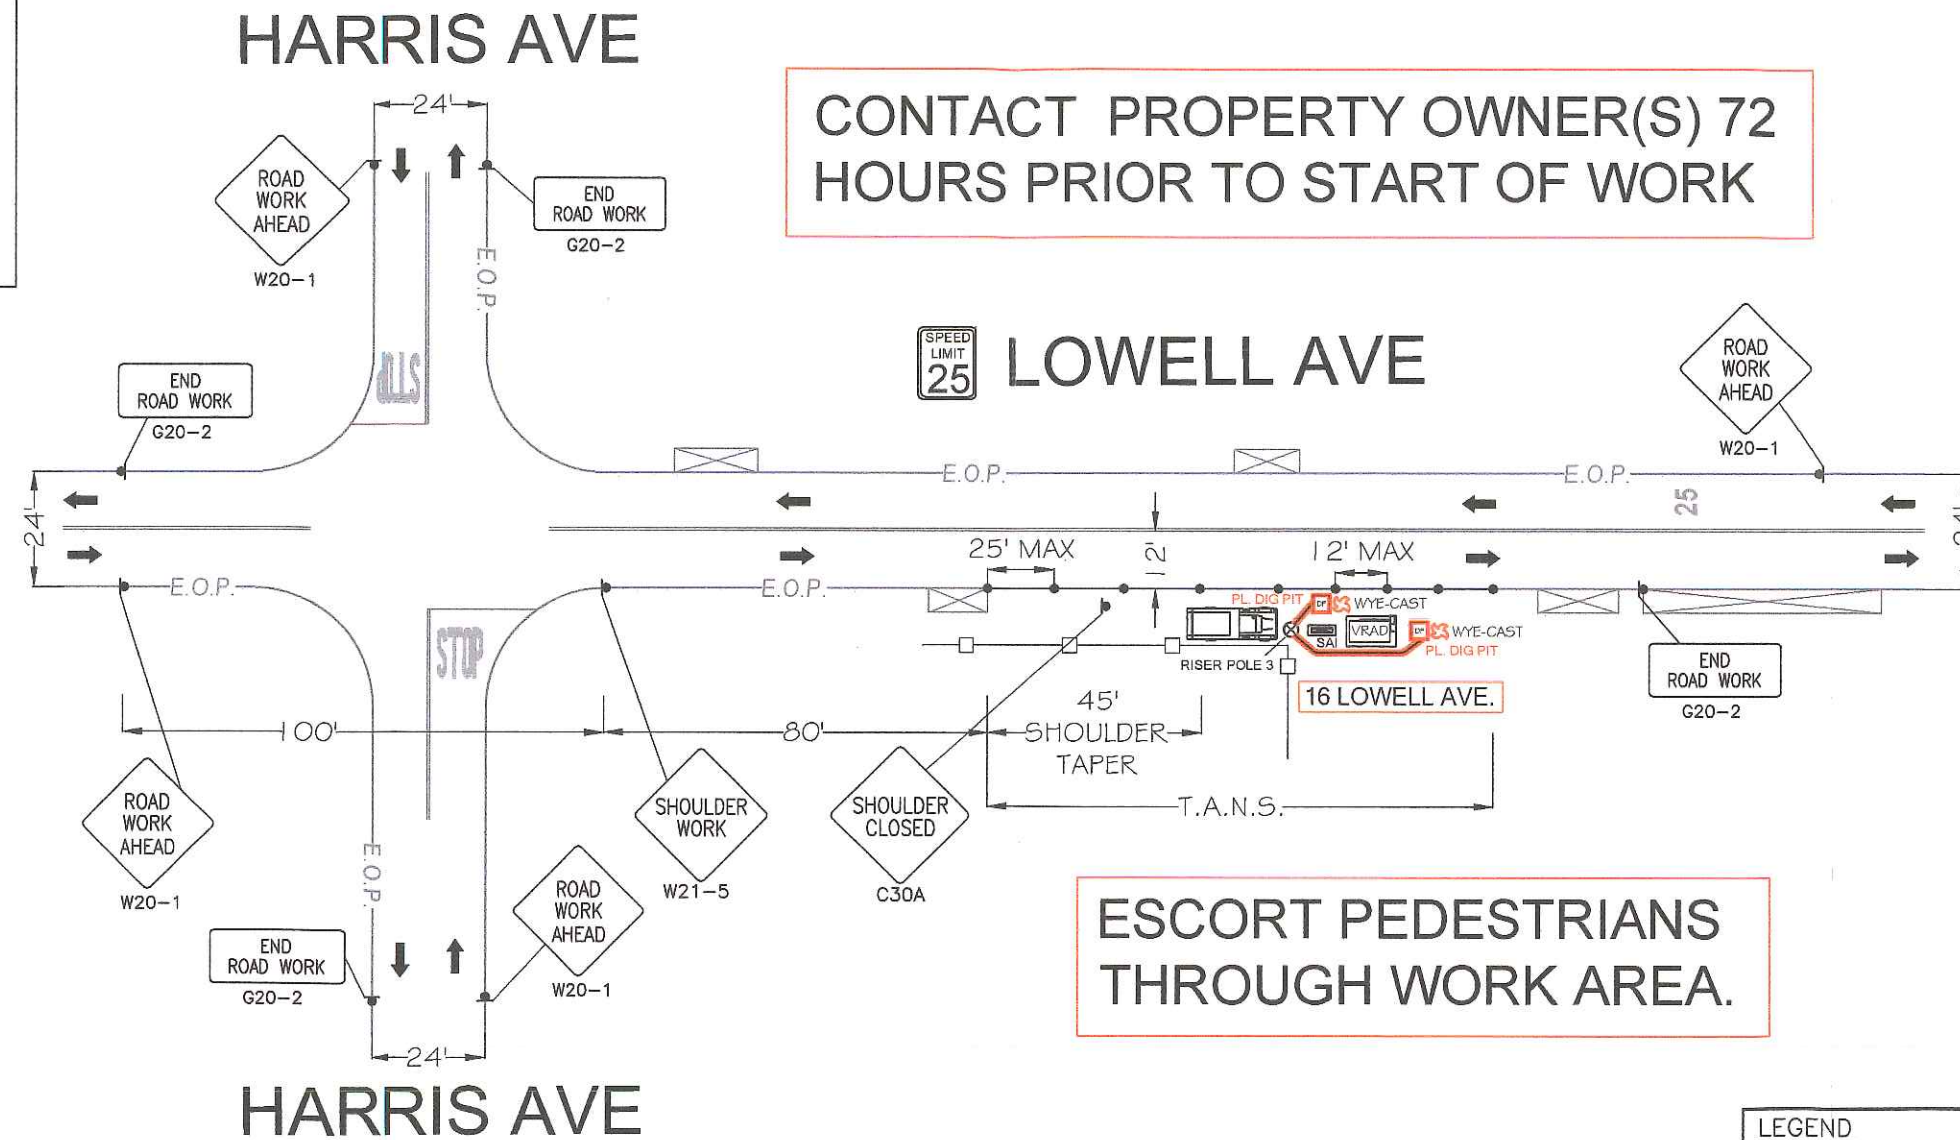 HARRIS AVE
24'
ROAD
WORK
AHEAD
W20-1
END
ROAD WORK
G20-2
E.O.P.
CONTACT PROPERTY OWNER(S) 72
HOURS PRIOR TO START OF WORK
SPEED
LIMIT
25
LOWELL AVE
ROAD
WORK
AHEAD
W20-1
END
ROAD WORK
G20-2
STOP
E.O.P.
E.O.P.
25
24'
24'
25' MAX
12'
12' MAX
E.O.P.
E.O.P.
STOP
PL. DIG PIT
DP
WYE-CAST
SAI
VRAD
DP
WYE-CAST
PL. DIG PIT
RISER POLE 3
16 LOWELL AVE.
END
ROAD WORK
G20-2
100'
80'
45'
SHOULDER
TAPER
T.A.N.S.
ROAD
WORK
AHEAD
W20-1
SHOULDER
WORK
W21-5
SHOULDER
CLOSED
C30A
E.O.P.
ROAD
WORK
AHEAD
W20-1
END
ROAD WORK
G20-2
ESCORT PEDESTRIANS
THROUGH WORK AREA.
24'
HARRIS AVE
LEGEND